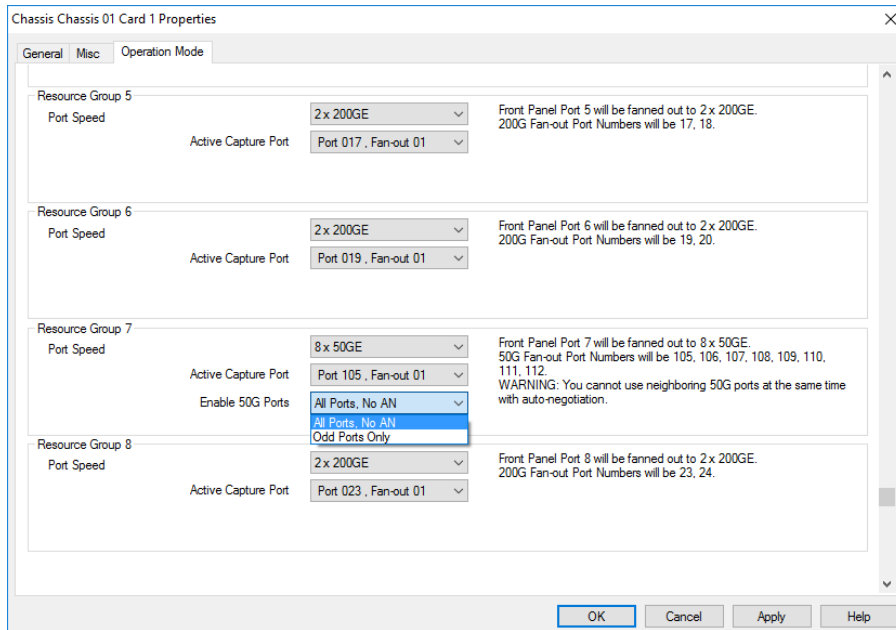 Chassis Chassis 01 Card 1 Properties
General Misc Operation Mode
Resource Group 5
Port Speed 2 x 200GE Front Panel Port 5 will be fanned out to 2 x 200GE.
200G Fan-out Port Numbers will be 17, 18.
Active Capture Port Port 017 , Fan-out 01
Resource Group 6
Port Speed 2 x 200GE Front Panel Port 6 will be fanned out to 2 x 200GE.
200G Fan-out Port Numbers will be 19, 20.
Active Capture Port Port 019 , Fan-out 01
Resource Group 7
Port Speed 8 x 50GE Front Panel Port 7 will be fanned out to 8 x 50GE.
50G Fan-out Port Numbers will be 105, 106, 107, 108, 109, 110,
111, 112.
Active Capture Port Port 105 , Fan-out 01
WARNING: You cannot use neighboring 50G ports at the same time
with auto-negotiation.
Enable 50G Ports All Ports, No AN
All Ports, No AN
Odd Ports Only
Resource Group 8
Port Speed 2 x 200GE Front Panel Port 8 will be fanned out to 2 x 200GE.
200G Fan-out Port Numbers will be 23, 24.
Active Capture Port Port 023 , Fan-out 01
OK Cancel Apply Help